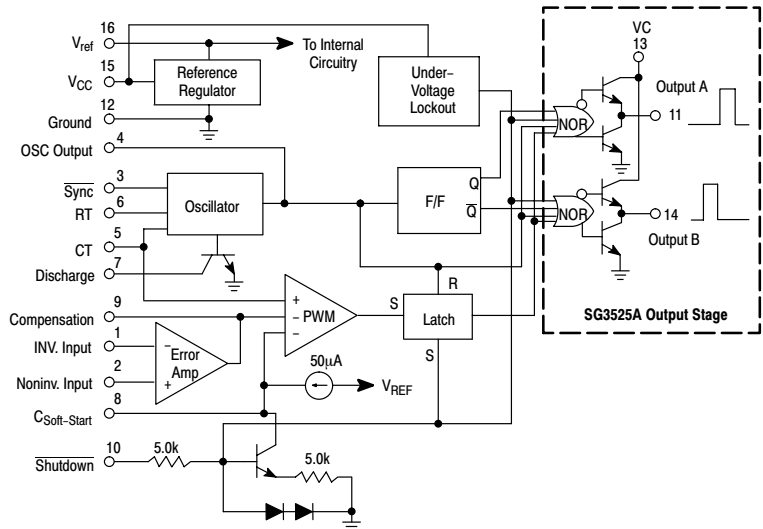 16
Vref
15
VCC
12
Ground
4
OSC Output
3
Sync
6
RT
5
CT
7
Discharge
9
Compensation
1
INV. Input
2
Noninv. Input
8
CSoft–Start
10
Shutdown
5.0k
Reference
Regulator
To Internal
Circuitry
Under–
Voltage
Lockout
Oscillator
F/F
Q
Q
+
−
−
PWM
S
R
Latch
S
−
+
Error
Amp
50µA
VREF
5.0k
VC
13
NOR
Output A
11
NOR
14
Output B
SG3525A Output Stage